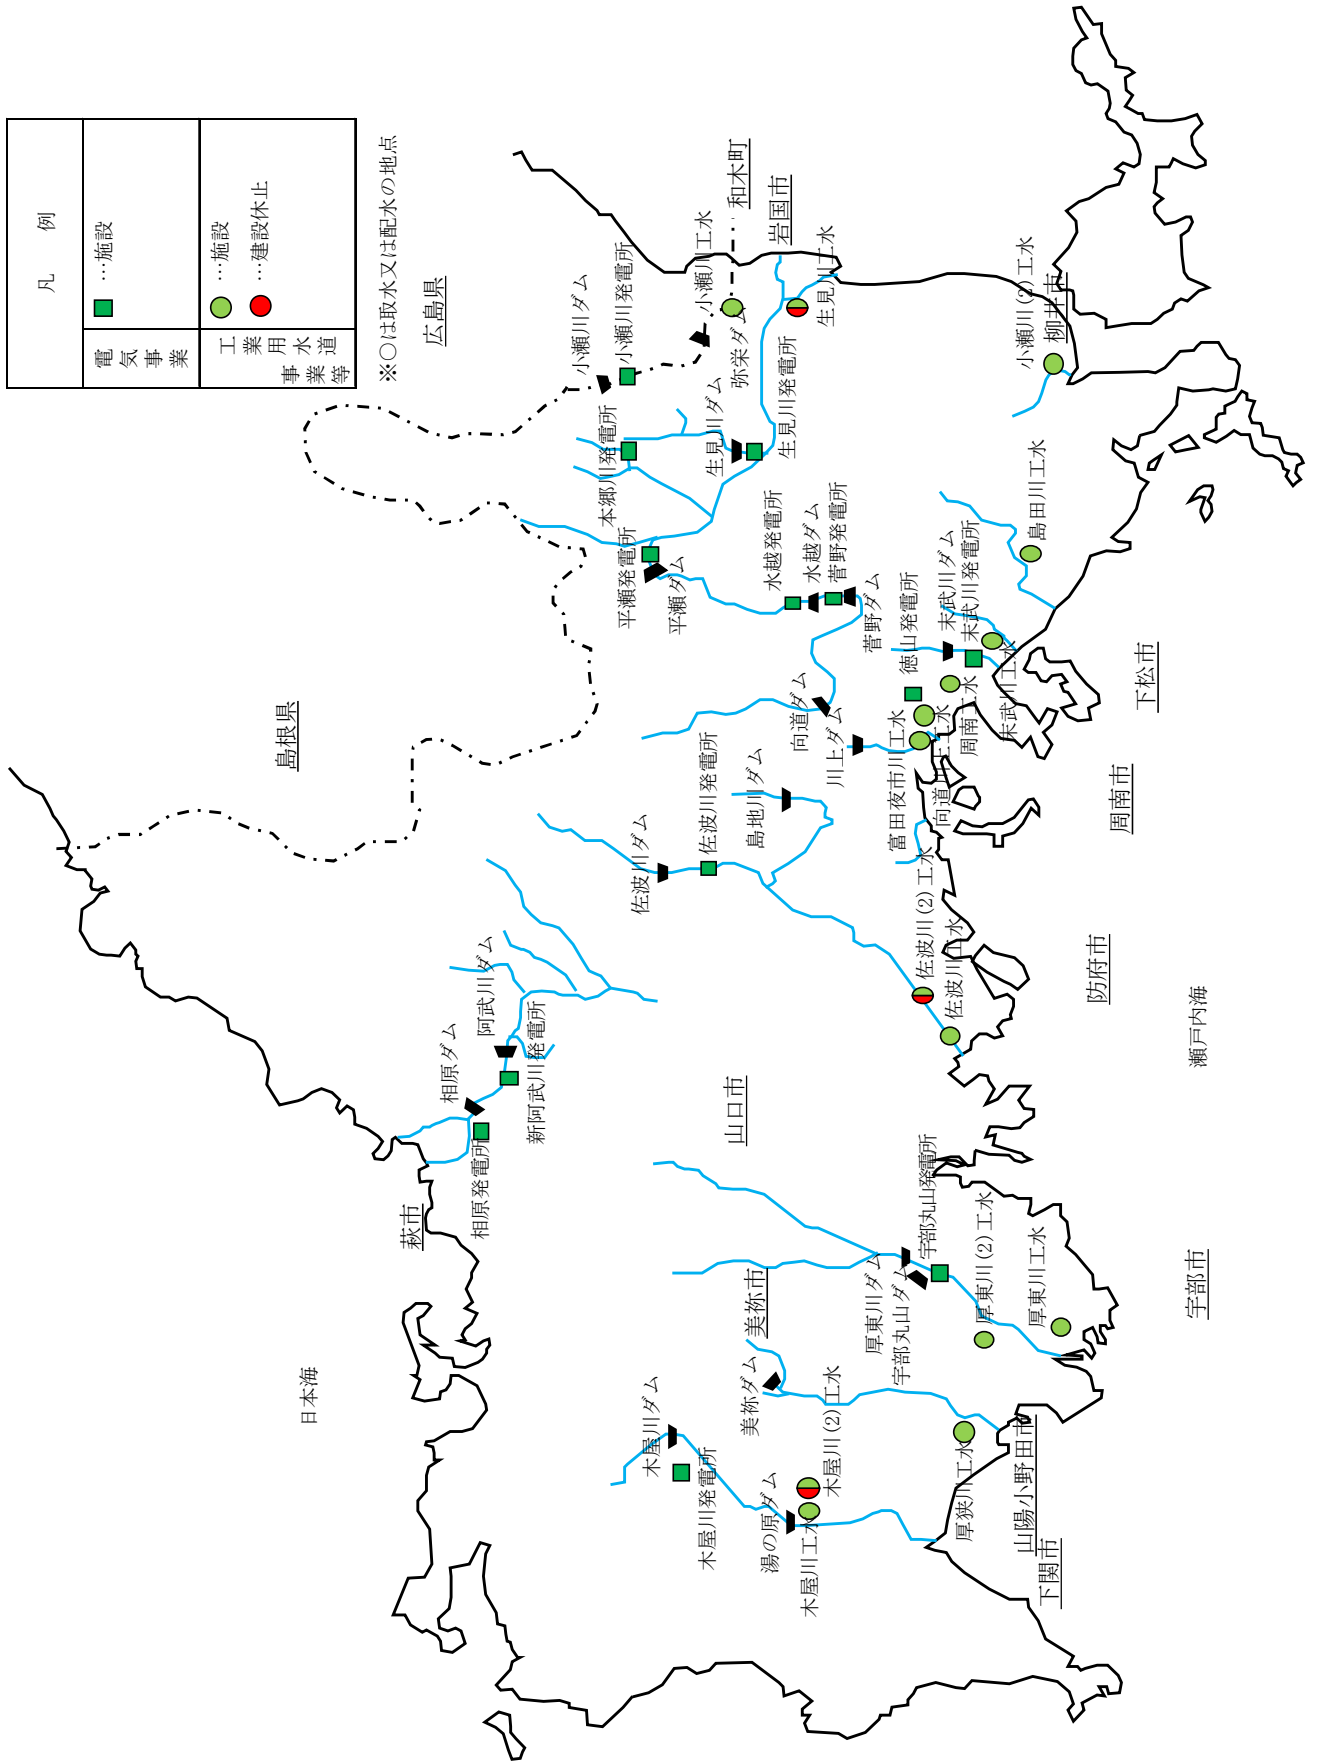 凡　例
電気事業
…施設
工業用水道事業等
…施設
…建設休止
※○は取水又は配水の地点
広島県
島根県
日本海
瀬戸内海
和木町
岩国市
柳井市
下松市
周南市
防府市
山口市
宇部市
美祢市
山陽小野田市
下関市
萩市
小瀬川ダム
小瀬川発電所
小瀬川工水
弥栄ダム
生見川工水
小瀬川(2)工水
本郷川発電所
生見川ダム
生見川発電所
平瀬発電所
平瀬ダム
水越発電所
水越ダム
菅野発電所
菅野ダム
島田川工水
徳山発電所
末武川ダム
末武川発電所
末武川工水
周南工水
向道ダム
川上ダム
富田夜市川工水
向道川上工水
島地川ダム
佐波川発電所
佐波川ダム
佐波川(2)工水
佐波川工水
阿武川ダム
新阿武川発電所
相原ダム
相原発電所
宇部丸山発電所
厚東川ダム
宇部丸山ダム
厚東川(2)工水
厚東川工水
美祢ダム
木屋川ダム
木屋川発電所
木屋川(2)工水
湯の原ダム
木屋川工水
厚狭川工水